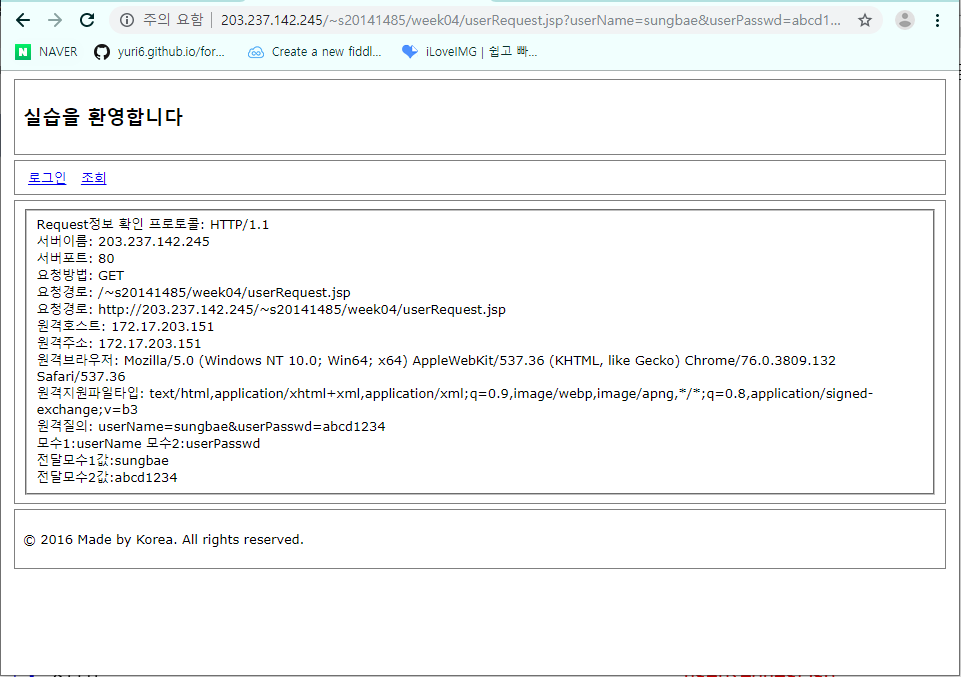 주의 요함 203.237.142.245/~s20141485/week04/userRequest.jsp?userName=sungbae&userPasswd=abcd1...
NAVER yuri6.github.io/for... Create a new fiddl... iLoveIMG | 쉽고 빠...
실습을 환영합니다
로그인 조회
Request정보 확인 프로토콜: HTTP/1.1
서버이름: 203.237.142.245
서버포트: 80
요청방법: GET
요청경로: /~s20141485/week04/userRequest.jsp
요청경로: http://203.237.142.245/~s20141485/week04/userRequest.jsp
원격호스트: 172.17.203.151
원격주소: 172.17.203.151
원격브라우저: Mozilla/5.0 (Windows NT 10.0; Win64; x64) AppleWebKit/537.36 (KHTML, like Gecko) Chrome/76.0.3809.132
Safari/537.36
원격지원파일타입: text/html,application/xhtml+xml,application/xml;q=0.9,image/webp,image/apng,*/*;q=0.8,application/signed-
exchange;v=b3
원격질의: userName=sungbae&userPasswd=abcd1234
모수1:userName 모수2:userPasswd
전달모수1값:sungbae
전달모수2값:abcd1234
© 2016 Made by Korea. All rights reserved.